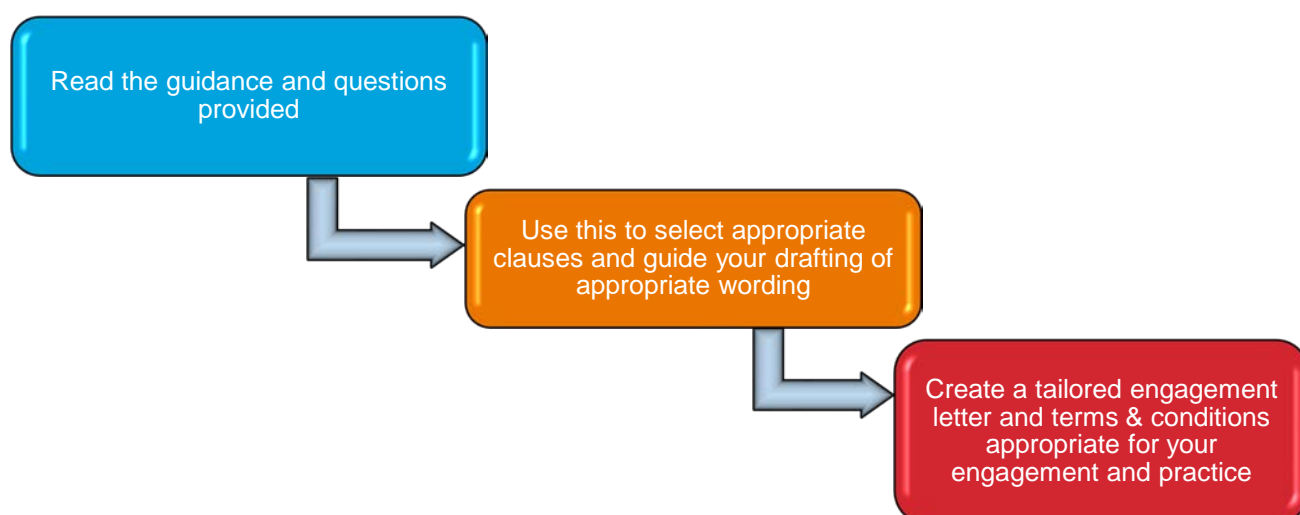 Read the guidance and questions
provided
Use this to select appropriate
clauses and guide your drafting of
appropriate wording
Create a tailored engagement
letter and terms & conditions
appropriate for your
engagement and practice